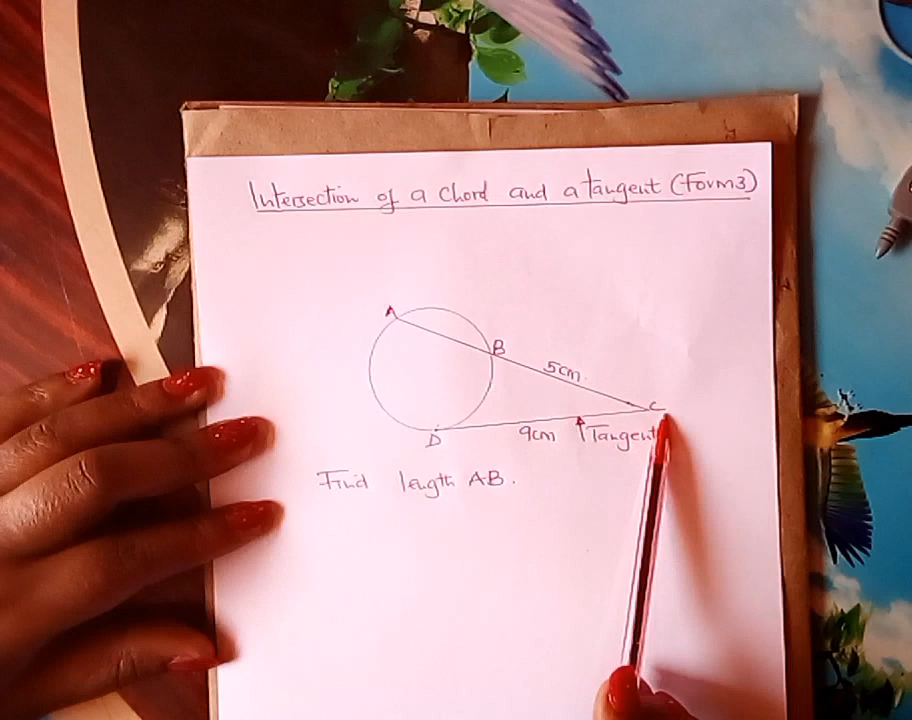 Intersection of a Chord and a tangent (Form3)
A
B
5cm
C
9cm Tangent
D
Find length AB.